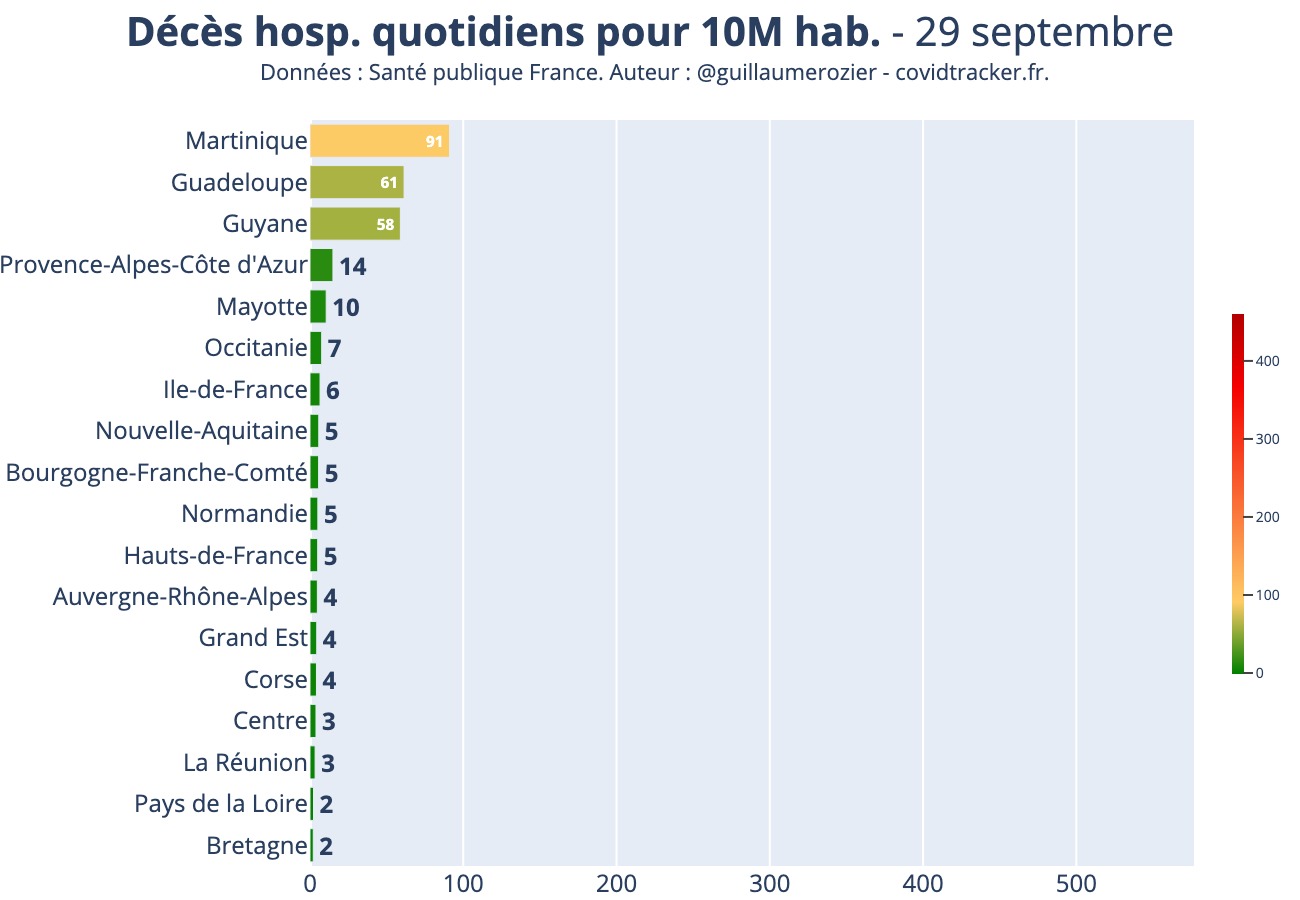 Décès hosp. quotidiens pour 10M hab. - 29 septembre
Données : Santé publique France. Auteur : @guillaumerozier - covidtracker.fr.
Martinique 91
Guadeloupe 61
Guyane 58
Provence-Alpes-Côte d'Azur 14
Mayotte 10
Occitanie 7
Ile-de-France 6
Nouvelle-Aquitaine 5
Bourgogne-Franche-Comté 5
Normandie 5
Hauts-de-France 5
Auvergne-Rhône-Alpes 4
Grand Est 4
Corse 4
Centre 3
La Réunion 3
Pays de la Loire 2
Bretagne 2
0 100 200 300 400 500
400
300
200
100
0